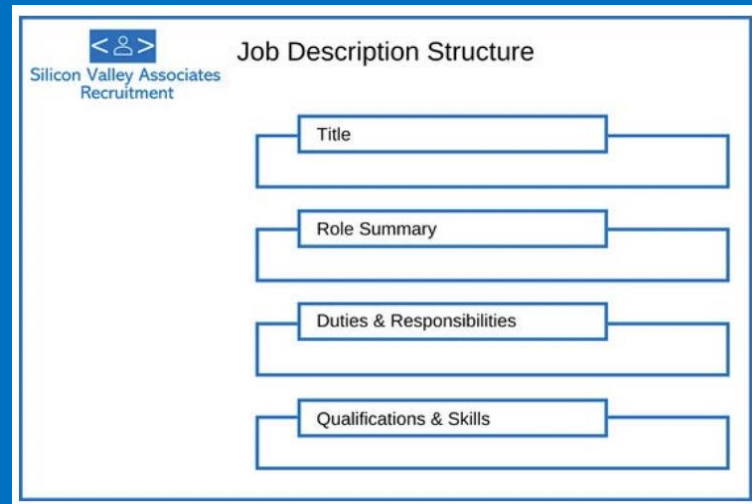 < >
Silicon Valley Associates
Recruitment
Job Description Structure
Title
Role Summary
Duties & Responsibilities
Qualifications & Skills